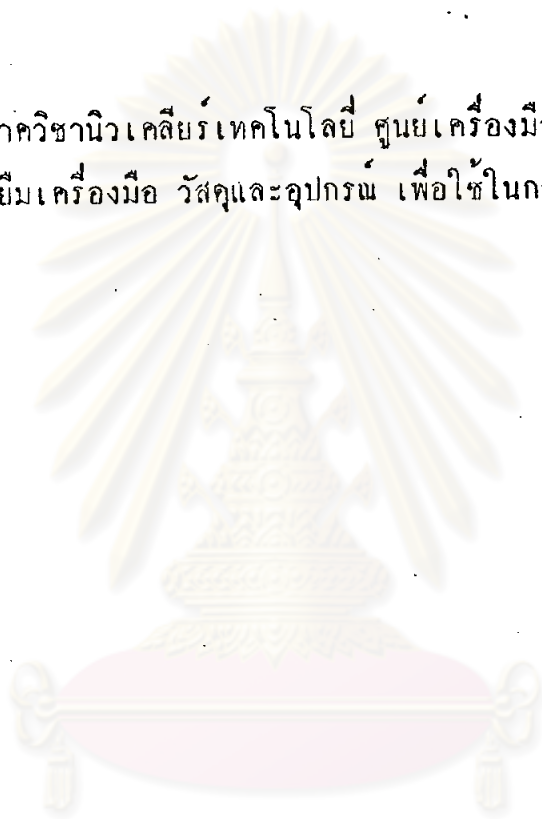 าควิชานิวเคลียร์เทคโนโลยี ศูนย์เครื่องมือ
ยืมเครื่องมือ วัสดุและอุปกรณ์ เพื่อใช้ในก